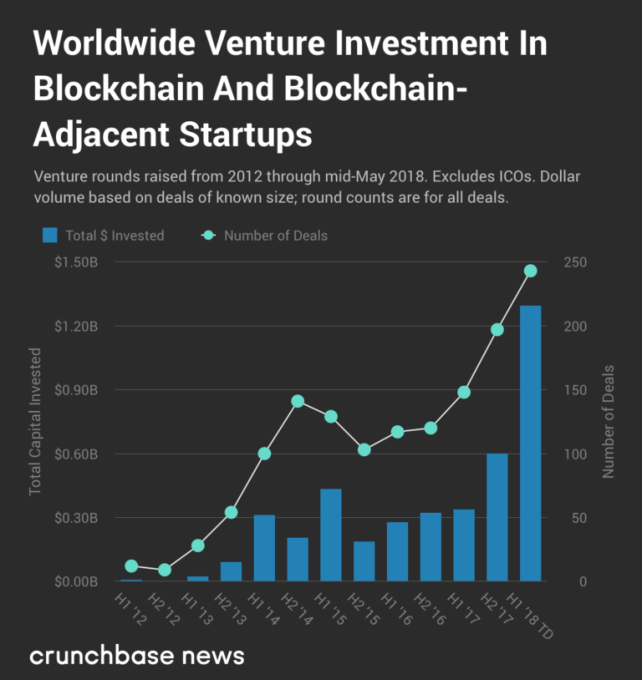 Worldwide Venture Investment In
Blockchain And Blockchain-
Adjacent Startups
Venture rounds raised from 2012 through mid-May 2018. Excludes ICOs. Dollar
volume based on deals of known size; round counts are for all deals.
Total $ Invested
Number of Deals
$1.50B
$1.20B
$0.90B
$0.60B
$0.30B
$0.00B
Total Capital Invested
250
200
150
100
50
0
Number of Deals
H1 '12
H2 '12
H1 '13
H2 '13
H1 '14
H2 '14
H1 '15
H2 '15
H1 '16
H2 '16
H1 '17
H2 '17
H1 '18 TD
crunchbase news